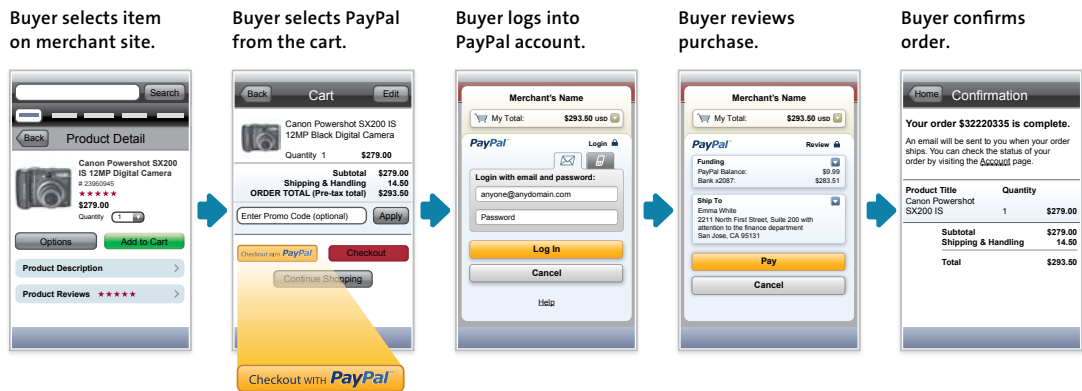 Buyer selects item
on merchant site.
Search
Back
Product Detail
Canon Powershot SX200
IS 12MP Digital Camera
# 23960945
★★★★★
$279.00
Quantity 1
Options
Add to Cart
Product Description
Product Reviews ★★★★★
Buyer selects PayPal
from the cart.
Back
Cart
Edit
Canon Powershot SX200 IS
12MP Black Digital Camera
Quantity 1 $279.00
Subtotal $279.00
Shipping & Handling 14.50
ORDER TOTAL (Pre-tax total) $293.50
Enter Promo Code (optional)
Apply
Checkout WITH PayPal
Checkout
Continue Shopping
Checkout WITH PayPal™
Buyer logs into
PayPal account.
Merchant's Name
My Total: $293.50 USD
PayPal™
Login
Login with email and password:
anyone@anydomain.com
Password
Log In
Cancel
Help
Buyer reviews
purchase.
Merchant's Name
My Total: $293.50 USD
PayPal™
Review
Funding
PayPal Balance: $9.99
Bank x2087: $283.51
Ship To
Emma White
2211 North First Street, Suite 200 with
attention to the finance department
San Jose, CA 95131
Pay
Cancel
Buyer confirms
order.
Home
Confirmation
Your order $32220335 is complete.
An email will be sent to you when your order
ships. You can check the status of your
order by visiting the Account page.
Product Title Quantity
Canon Powershot
SX200 IS 1 $279.00
Subtotal $279.00
Shipping & Handling 14.50
Total $293.50